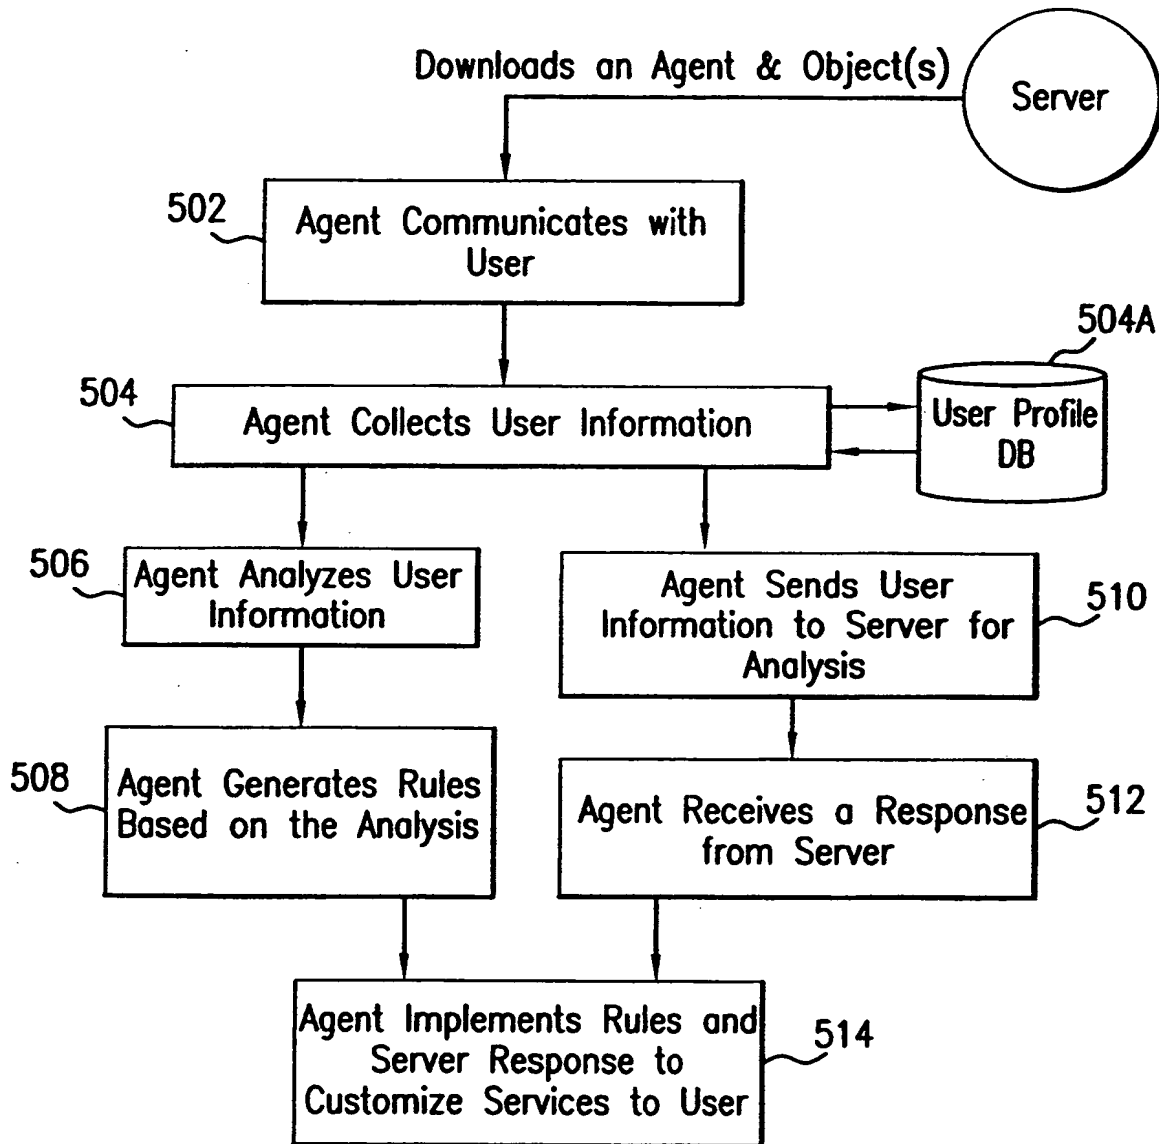 Downloads an Agent & Object(s)
Server
502
Agent Communicates with
User
504A
504
Agent Collects User Information
User Profile
DB
506
Agent Analyzes User
Information
Agent Sends User
Information to Server for
Analysis
510
508
Agent Generates Rules
Based on the Analysis
Agent Receives a Response
from Server
512
Agent Implements Rules and
Server Response to
Customize Services to User
514